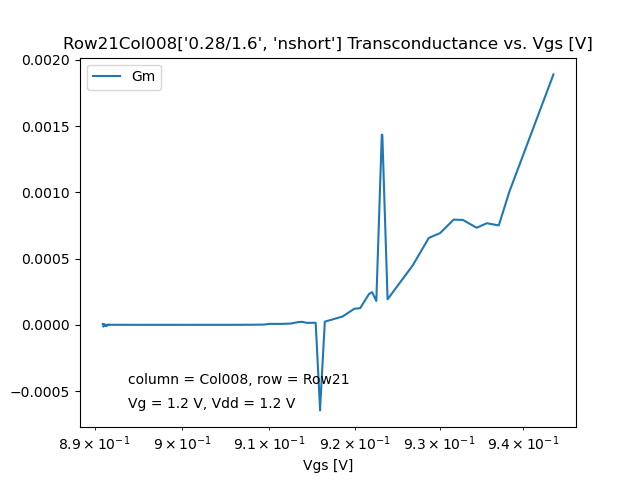 Row21Col008['0.28/1.6', 'nshort'] Transconductance vs. Vgs [V]
Gm
0.0020
0.0015
0.0010
0.0005
0.0000
−0.0005
column = Col008, row = Row21
Vg = 1.2 V, Vdd = 1.2 V
8.9 × 10⁻¹ 9 × 10⁻¹ 9.1 × 10⁻¹ 9.2 × 10⁻¹ 9.3 × 10⁻¹ 9.4 × 10⁻¹
Vgs [V]